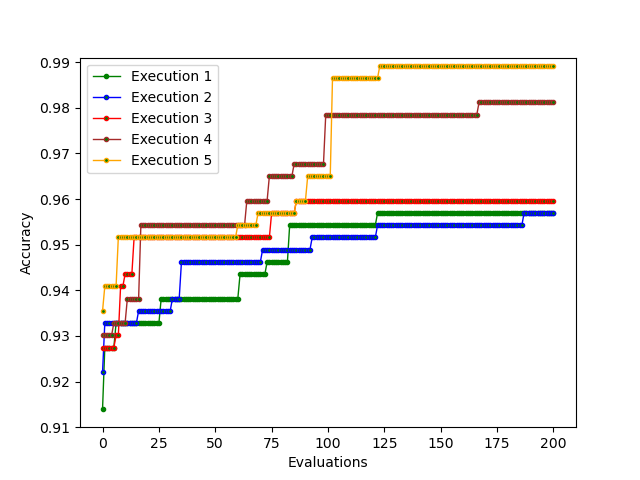 0.99
0.98
0.97
0.96
0.95
0.94
0.93
0.92
0.91
Accuracy
Execution 1
Execution 2
Execution 3
Execution 4
Execution 5
0 25 50 75 100 125 150 175 200
Evaluations